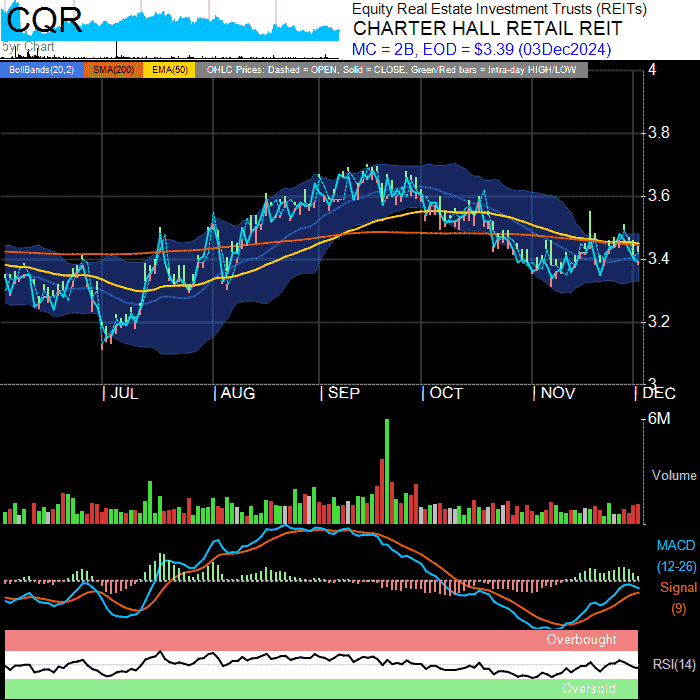 CQR
5yr Chart
Equity Real Estate Investment Trusts (REITs)
CHARTER HALL RETAIL REIT
MC = 2B, EOD = $3.39 (03Dec2024)
BollBands(20,2) SMA(200) EMA(50) OHLC Prices: Dashed = OPEN, Solid = CLOSE, Green/Red bars = Intra-day HIGH/LOW
4
3.8
3.6
3.4
3.2
3
JUL AUG SEP OCT NOV DEC
6M
Volume
MACD
(12-26)
Signal
(9)
Overbought
RSI(14)
Oversold